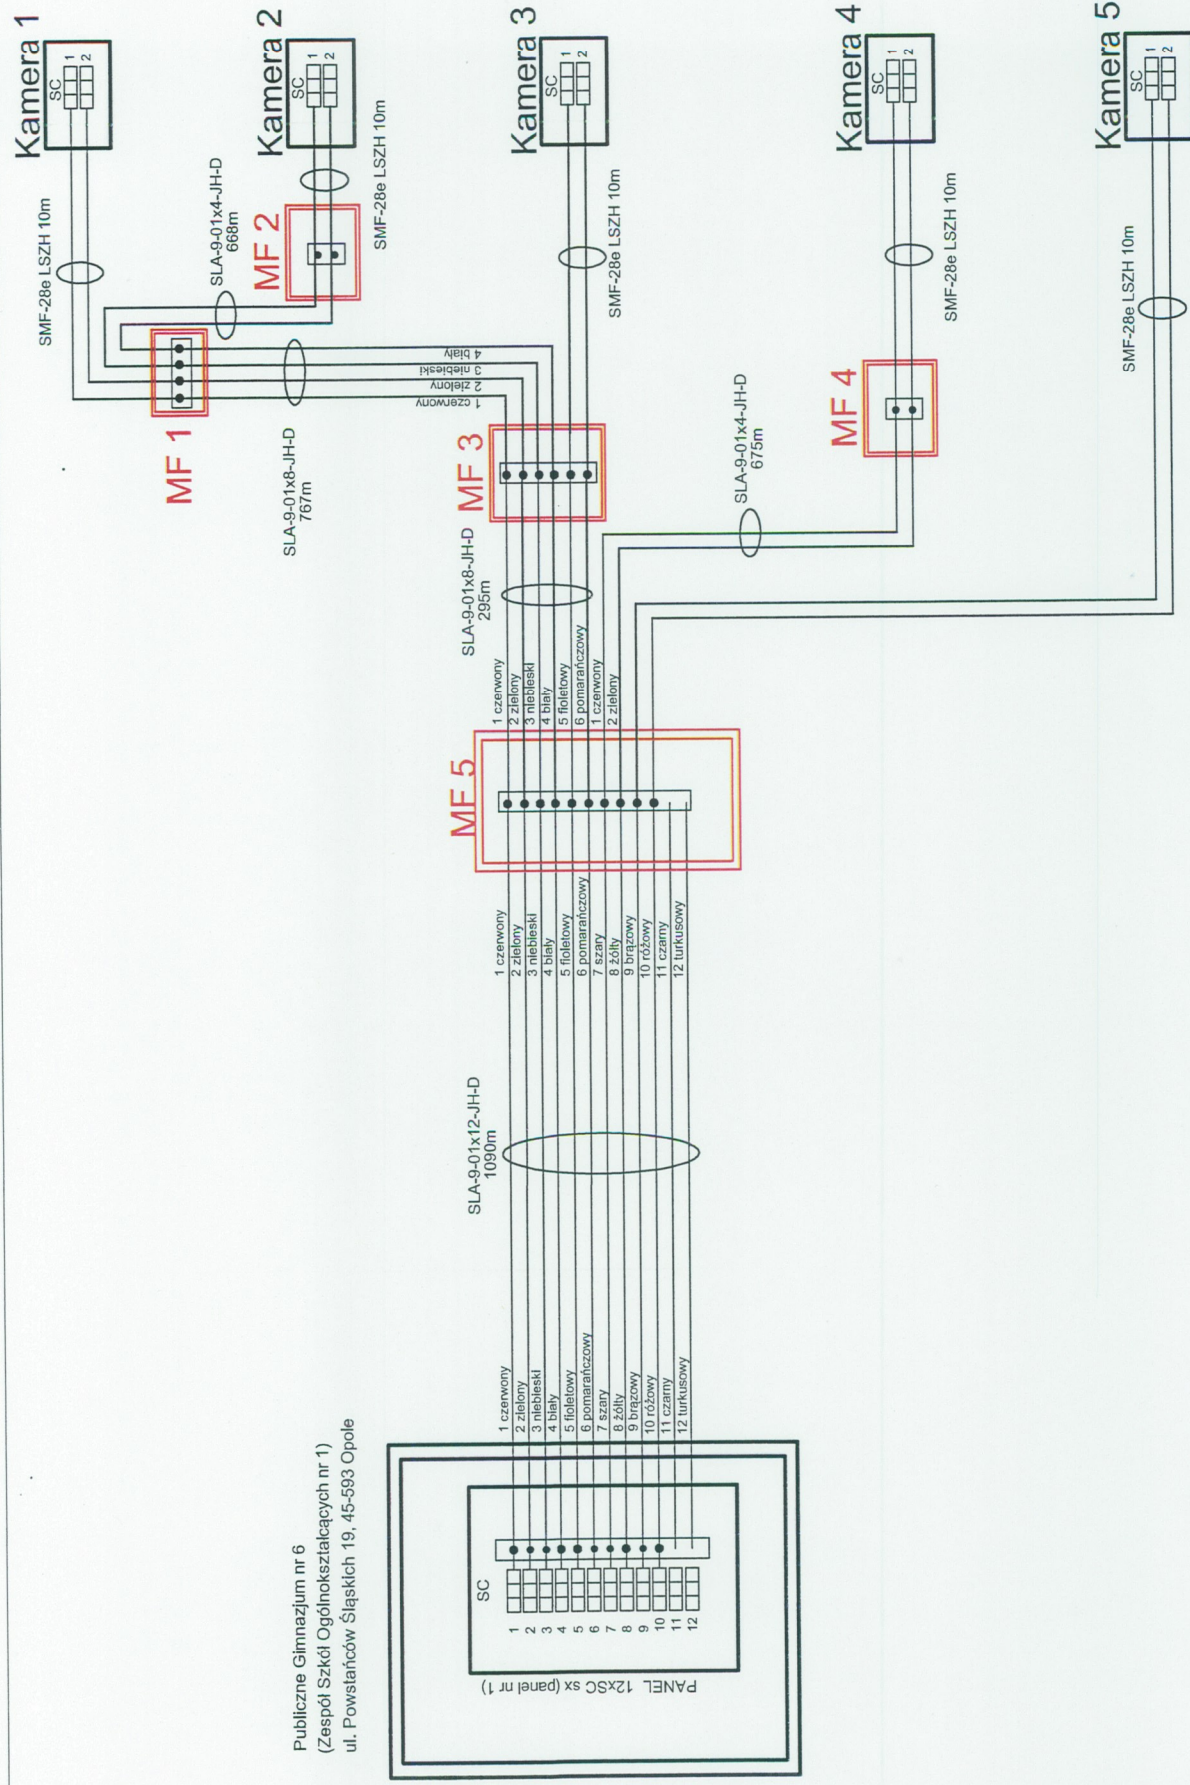 Publiczne Gimnazjum nr 6
(Zespół Szkół Ogólnokształcących nr 1)
ul. Powstańców Śląskich 19, 45-593 Opole
PANEL 12xSC sx (panel nr 1)
SC
1
2
3
4
5
6
7
8
9
10
11
12
1 czerwony
2 zielony
3 niebieski
4 biały
5 fioletowy
6 pomarańczowy
7 szary
8 żółty
9 brązowy
10 różowy
11 czarny
12 turkusowy
SLA-9-01x12-JH-D
1090m
1 czerwony
2 zielony
3 niebieski
4 biały
5 fioletowy
6 pomarańczowy
7 szary
8 żółty
9 brązowy
10 różowy
11 czarny
12 turkusowy
MF 5
1 czerwony
2 zielony
3 niebieski
4 biały
5 fioletowy
6 pomarańczowy
1 czerwony
2 zielony
SLA-9-01x8-JH-D
295m
MF 3
SLA-9-01x8-JH-D
767m
1 czerwony
2 zielony
3 niebieski
4 biały
MF 1
SLA-9-01x4-JH-D
668m
MF 2
SLA-9-01x4-JH-D
675m
MF 4
SMF-28e LSZH 10m
Kamera 1
SC
1
2
SMF-28e LSZH 10m
Kamera 2
SC
1
2
SMF-28e LSZH 10m
Kamera 3
SC
1
2
SMF-28e LSZH 10m
Kamera 4
SC
1
2
SMF-28e LSZH 10m
Kamera 5
SC
1
2